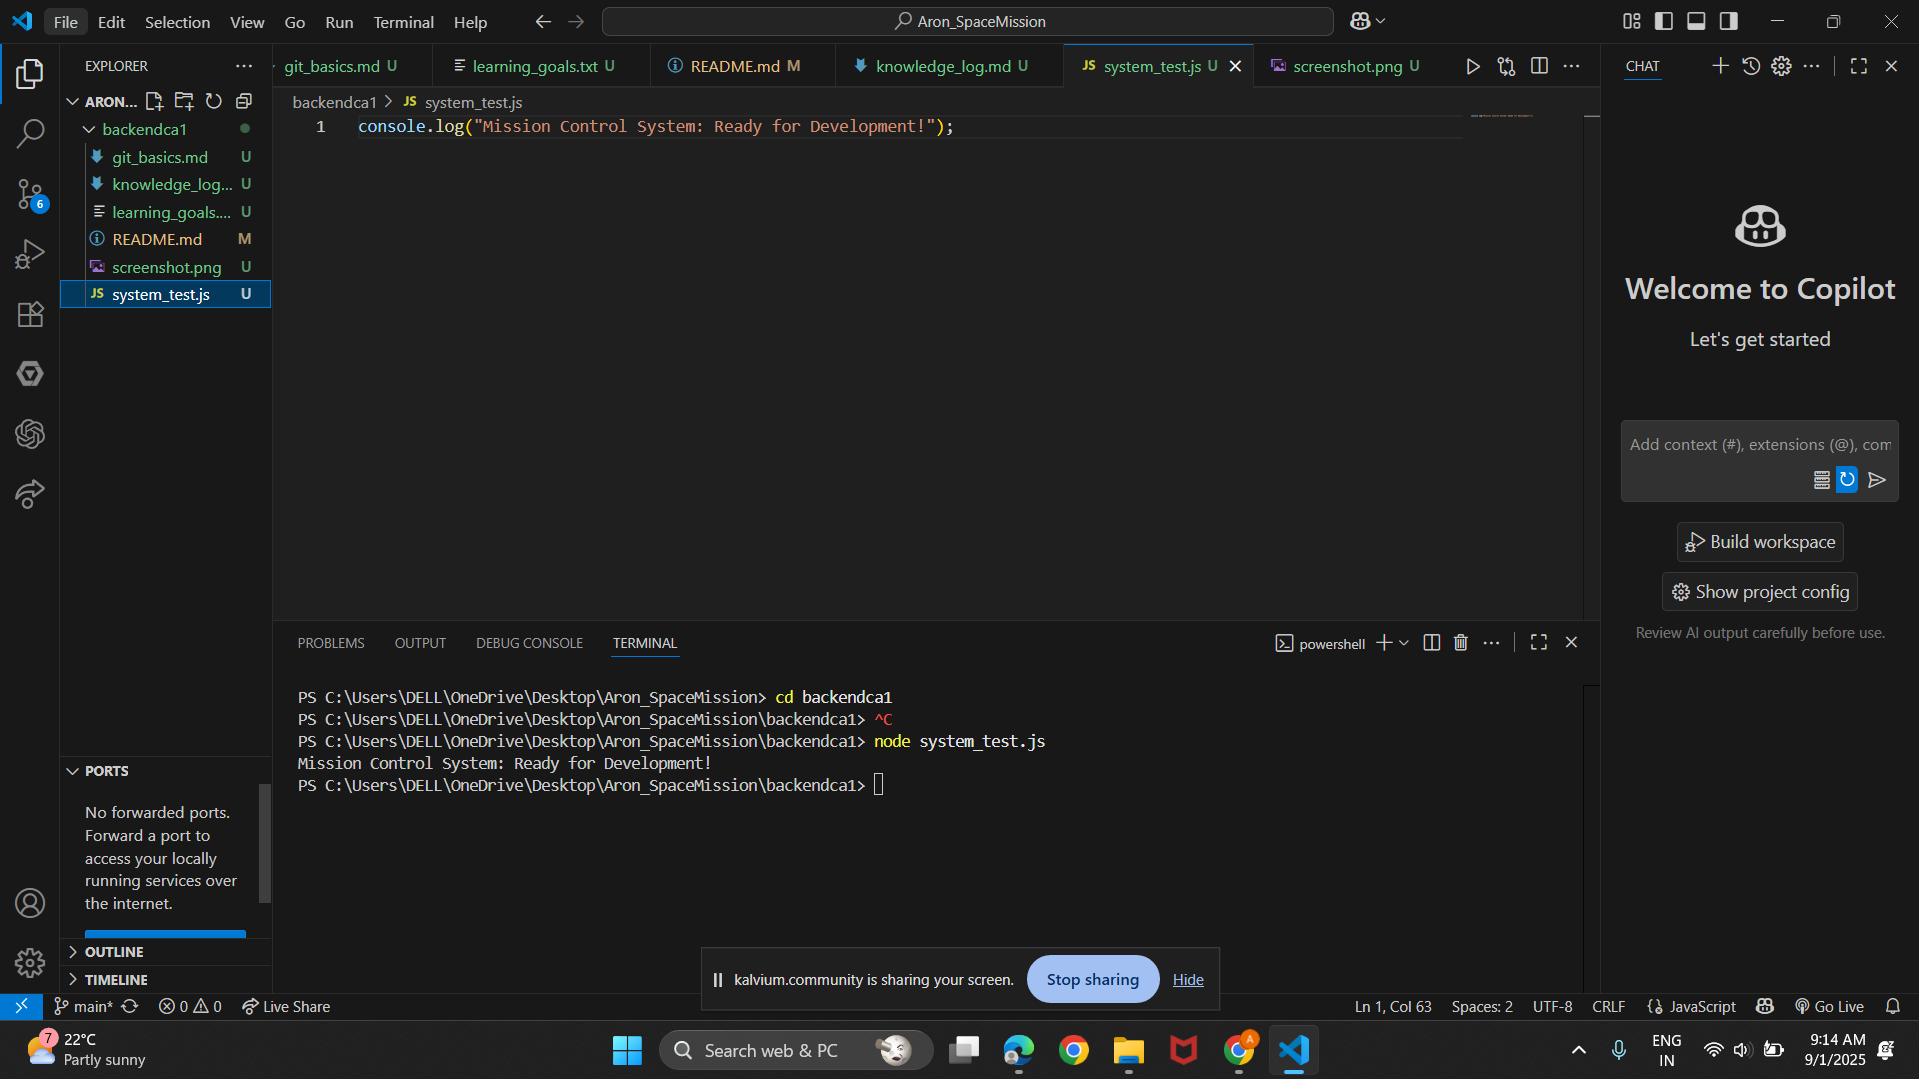 File Edit Selection View Go Run Terminal Help
Aron_SpaceMission
EXPLORER
git_basics.md U
learning_goals.txt U
README.md M
knowledge_log.md U
JS system_test.js U
screenshot.png U
CHAT
ARON...
backendca1 > JS system_test.js
backendca1
1 console.log("Mission Control System: Ready for Development!");
git_basics.md U
knowledge_log... U
learning_goals.... U
README.md M
screenshot.png U
JS system_test.js U
6
Welcome to Copilot
Let's get started
Add context (#), extensions (@), com
Build workspace
Show project config
Review AI output carefully before use.
PROBLEMS OUTPUT DEBUG CONSOLE TERMINAL
powershell
PS C:\Users\DELL\OneDrive\Desktop\Aron_SpaceMission> cd backendca1
PS C:\Users\DELL\OneDrive\Desktop\Aron_SpaceMission\backendca1> ^C
PS C:\Users\DELL\OneDrive\Desktop\Aron_SpaceMission\backendca1> node system_test.js
Mission Control System: Ready for Development!
PS C:\Users\DELL\OneDrive\Desktop\Aron_SpaceMission\backendca1>
PORTS
No forwarded ports.
Forward a port to
access your locally
running services over
the internet.
OUTLINE
TIMELINE
kalvium.community is sharing your screen. Stop sharing Hide
main* 0 0 Live Share
Ln 1, Col 63 Spaces: 2 UTF-8 CRLF JavaScript Go Live
7
22°C
Partly sunny
Search web & PC
A
ENG
IN
9:14 AM
9/1/2025